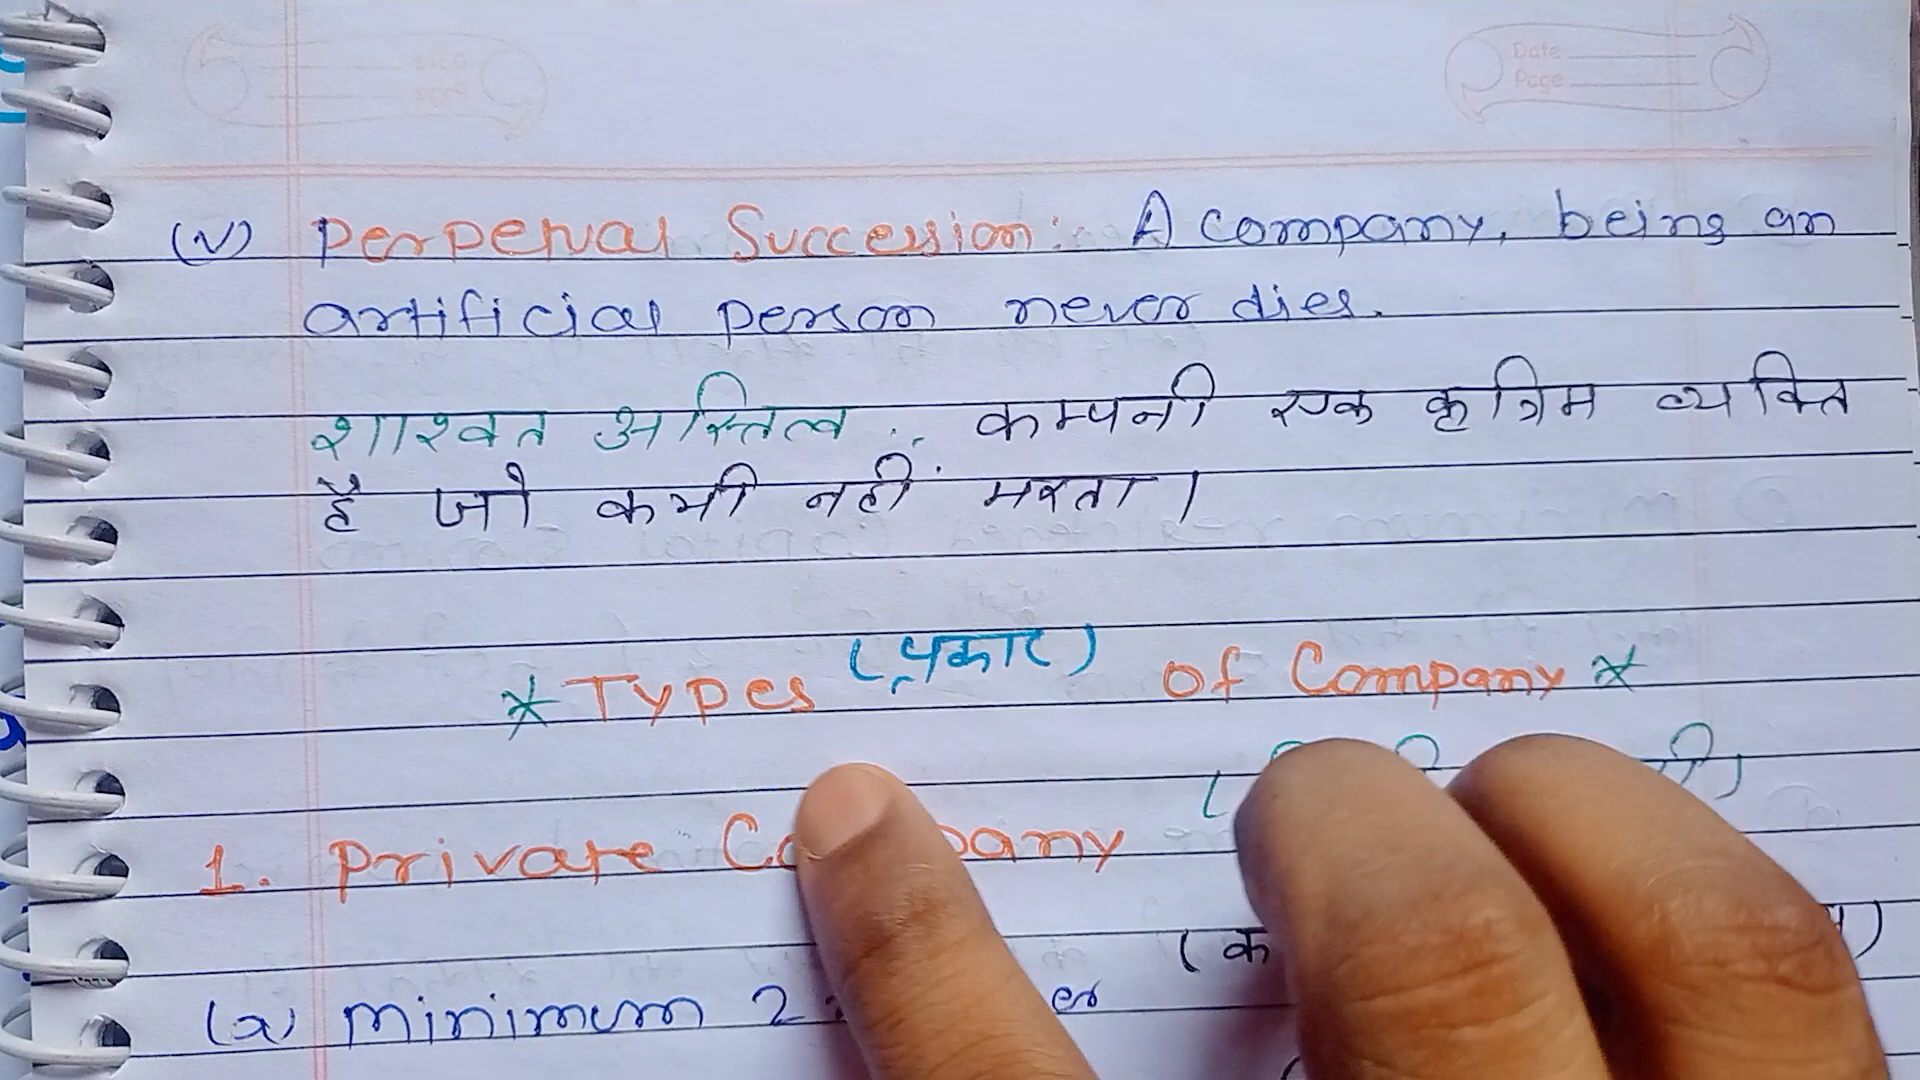 Date
Page
(v) Perpetual Succession: A company, being an
artificial person never dies.
शाश्वत अस्तित्व : कम्पनी एक कृत्रिम व्यक्ति
है जो कभी नहीं मरता।
* Types (प्रकार) of Company *
1. Private
(a) minimum 2